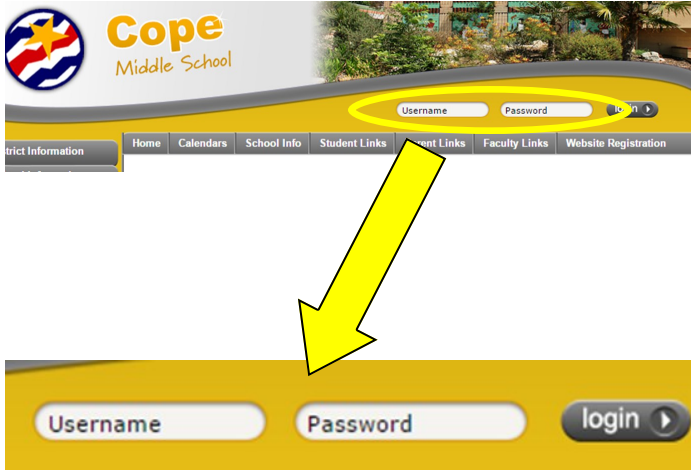 Cope
Middle School
Username Password login
Home Calendars School Info Student Links Links Faculty Links Website Registration
trict Information
Username Password login